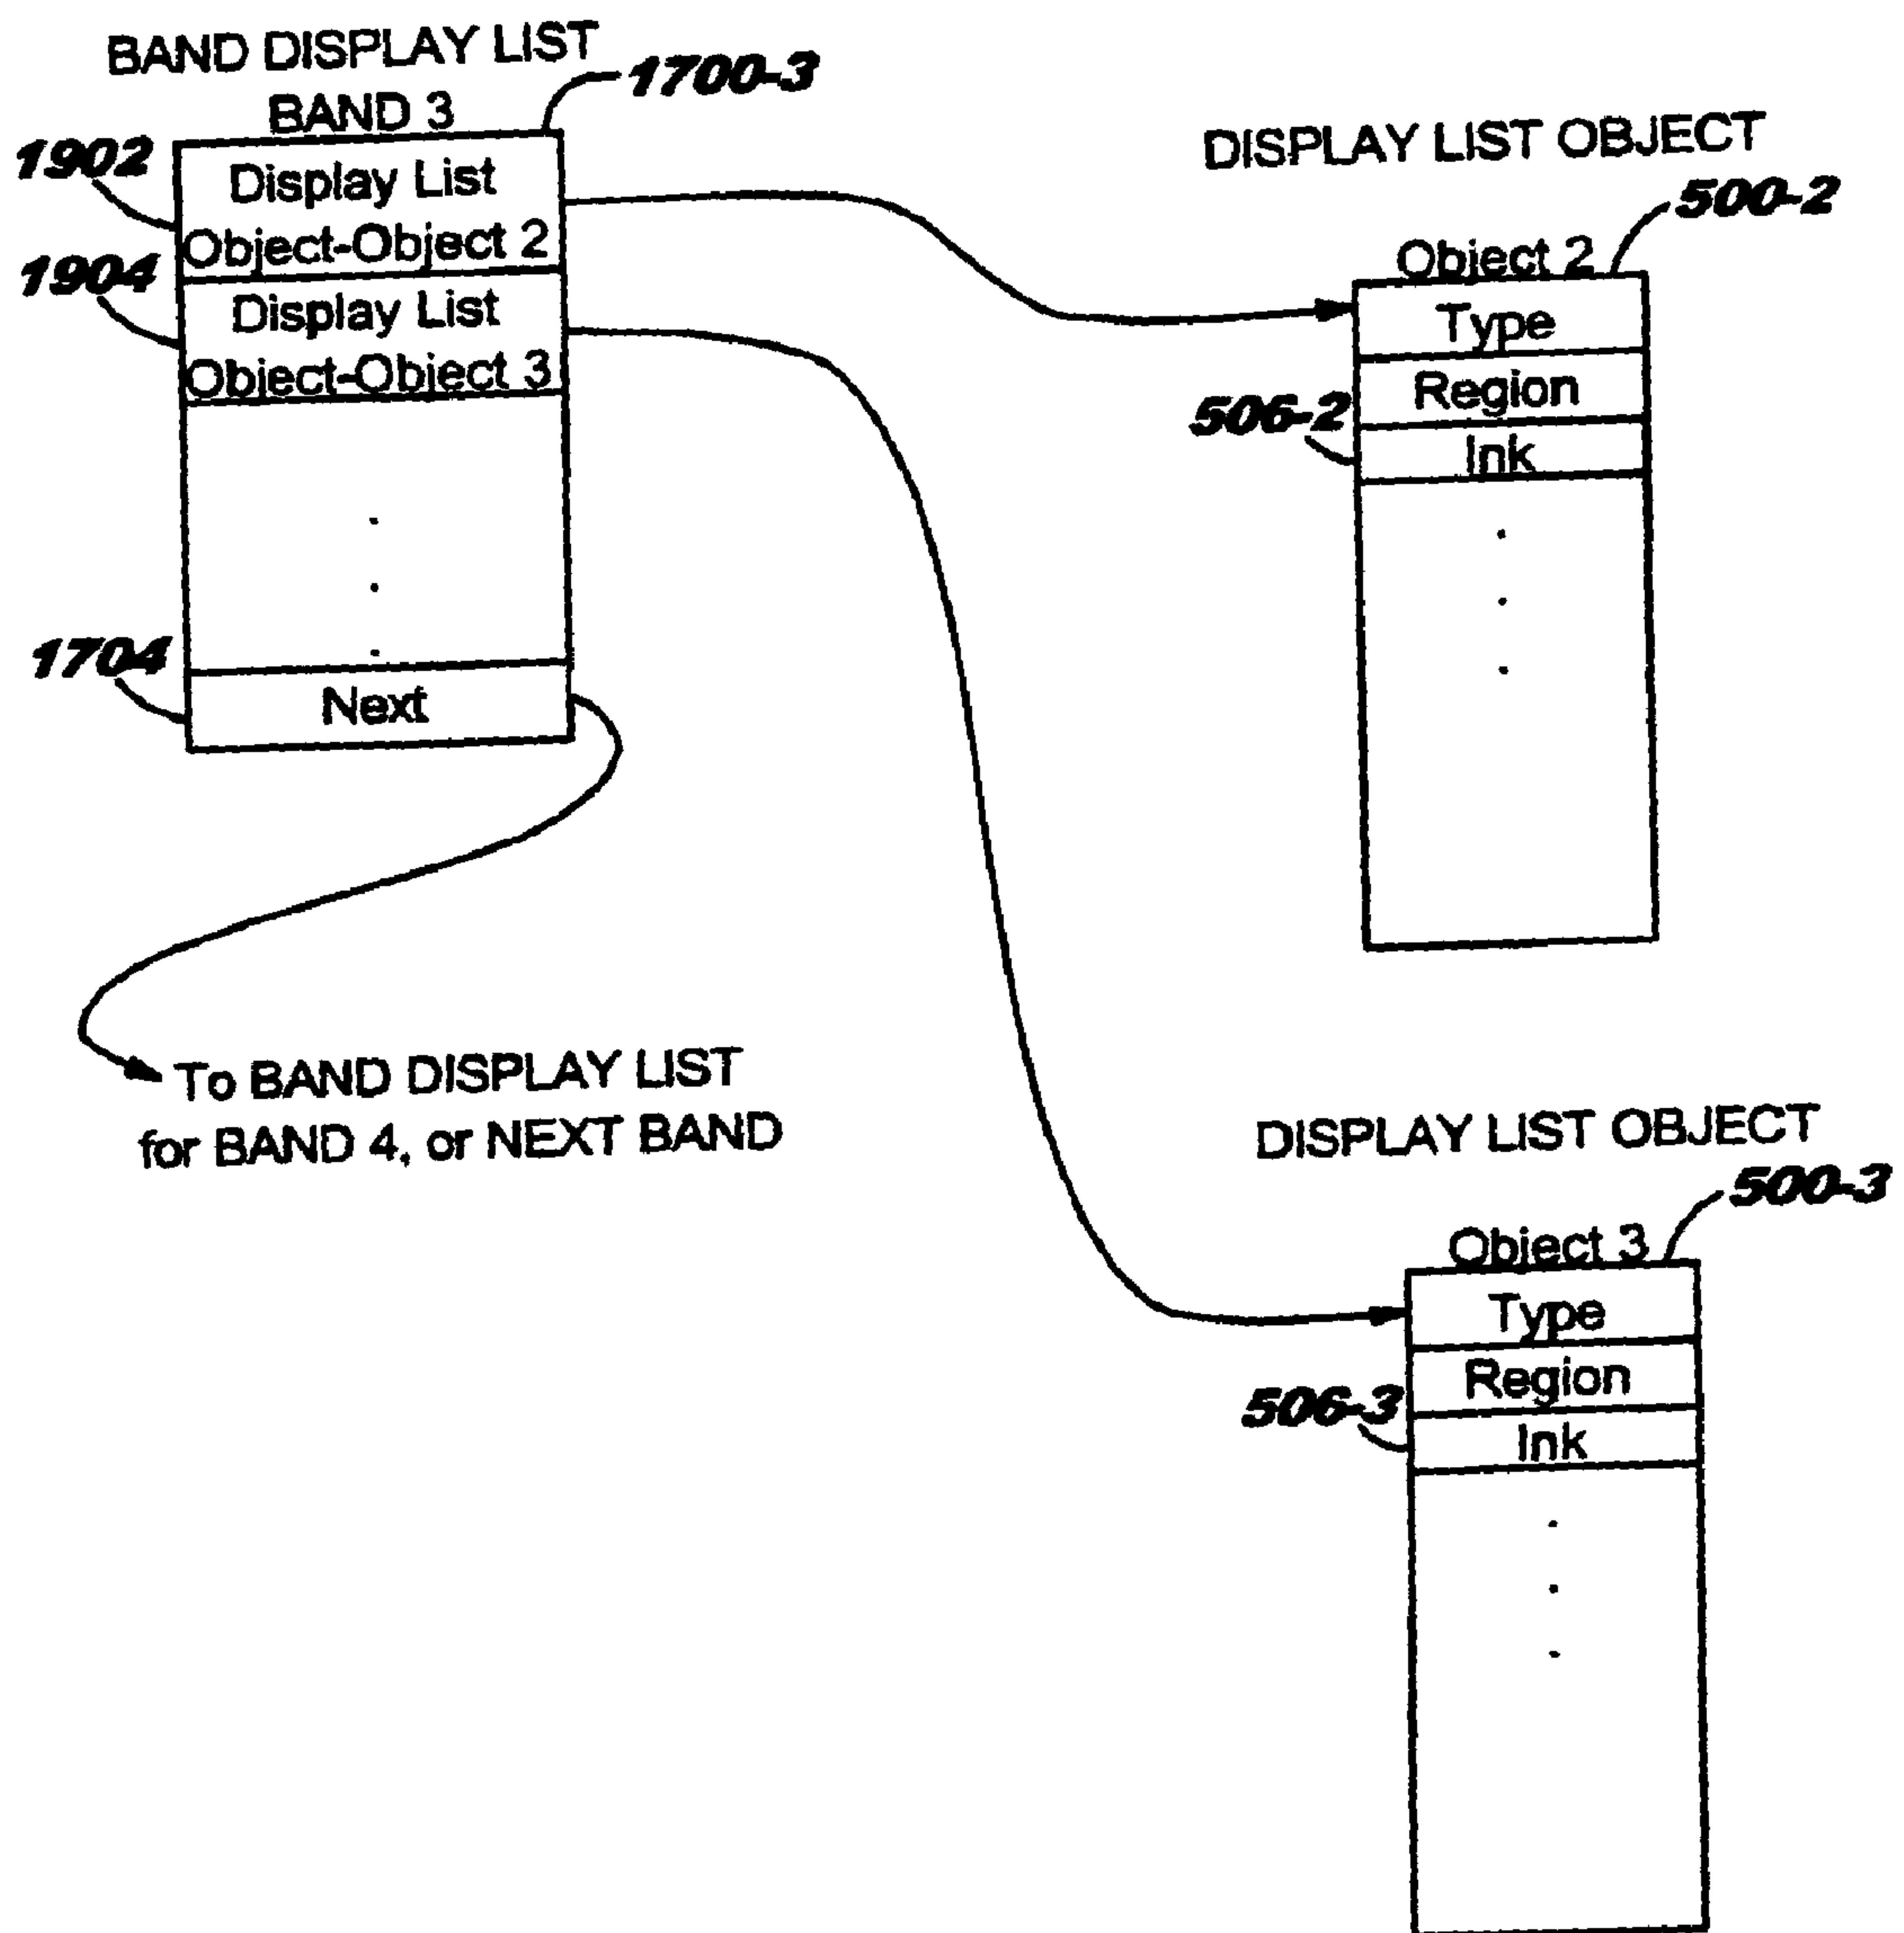 BAND DISPLAY LIST
BAND 3
1700-3
1902
Display List
Object-Object 2
1904
Display List
Object-Object 3
1704
Next
To BAND DISPLAY LIST
for BAND 4, or NEXT BAND
DISPLAY LIST OBJECT
500-2
Object 2
Type
Region
506-2
Ink
DISPLAY LIST OBJECT
500-3
Object 3
Type
Region
506-3
Ink